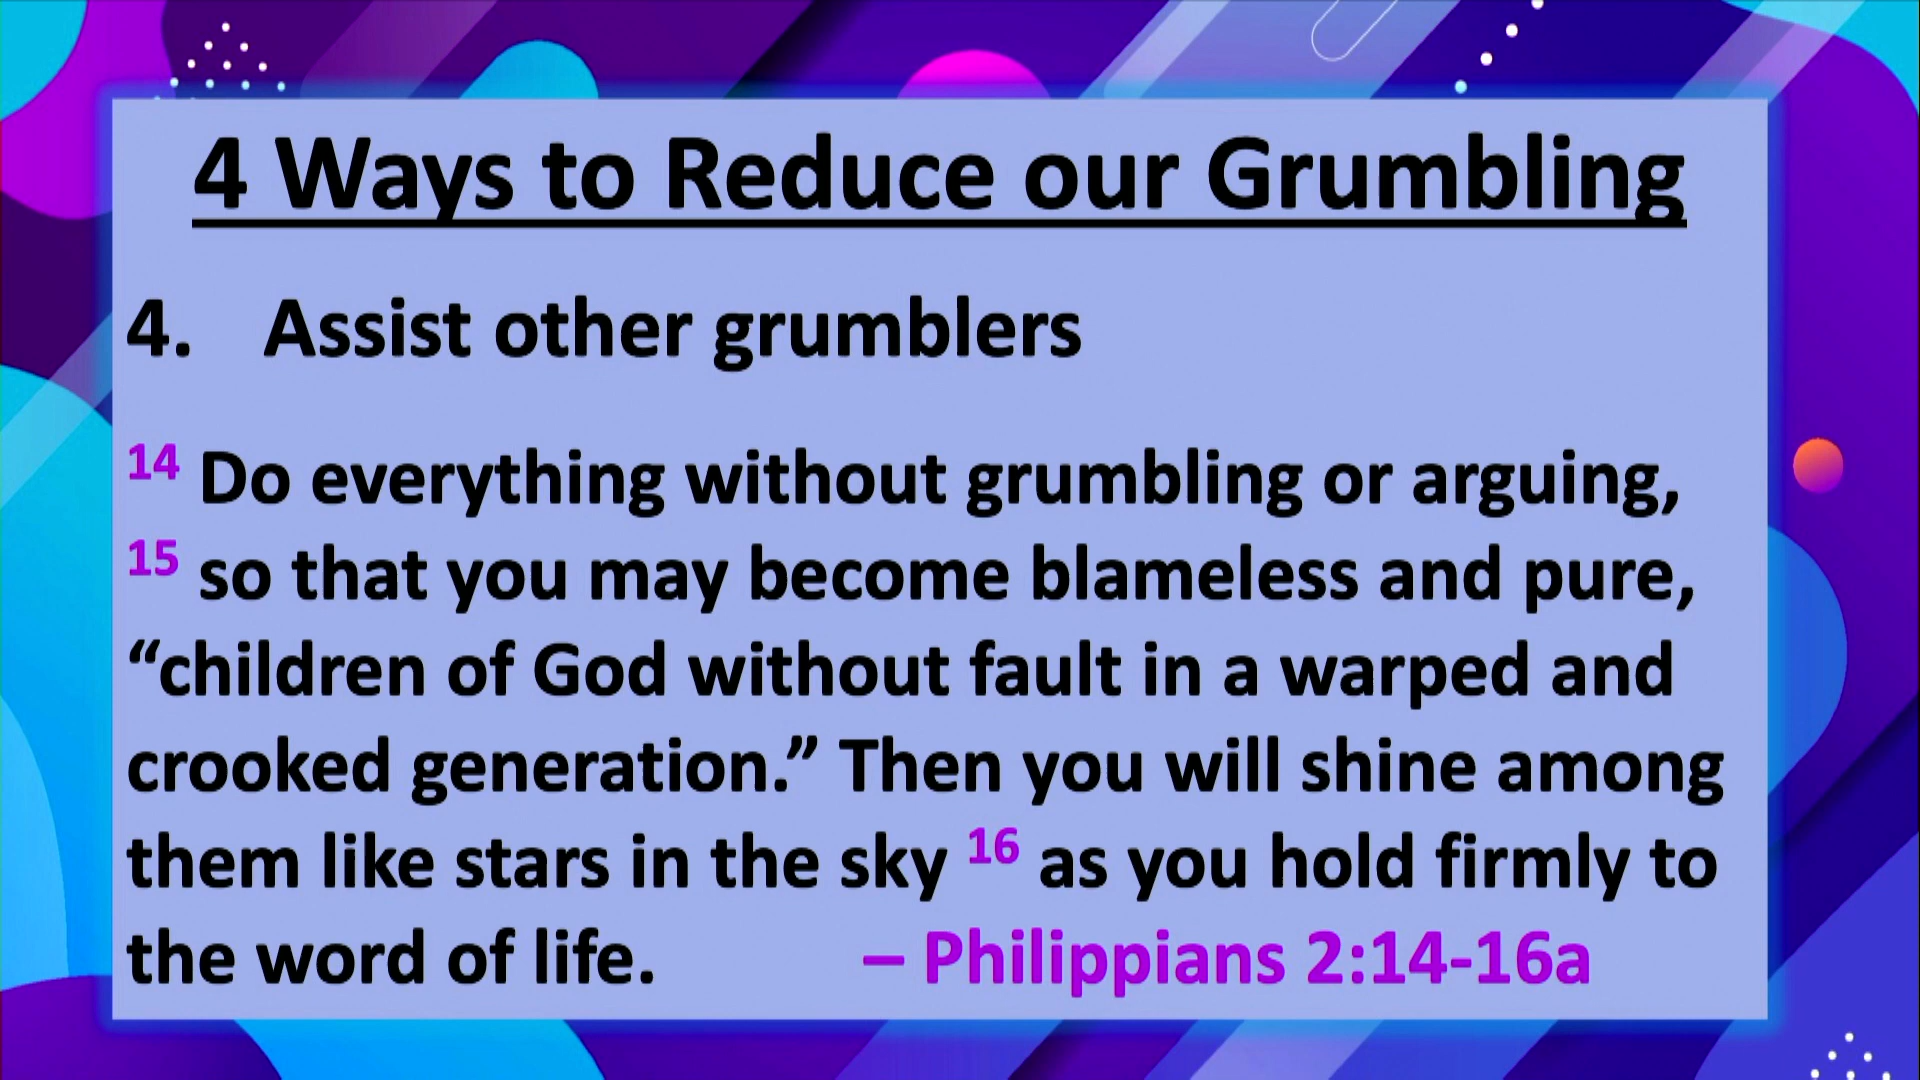 4 Ways to Reduce our Grumbling
4. Assist other grumblers
14 Do everything without grumbling or arguing,
15 so that you may become blameless and pure,
“children of God without fault in a warped and
crooked generation.” Then you will shine among
them like stars in the sky 16 as you hold firmly to
the word of life. – Philippians 2:14-16a